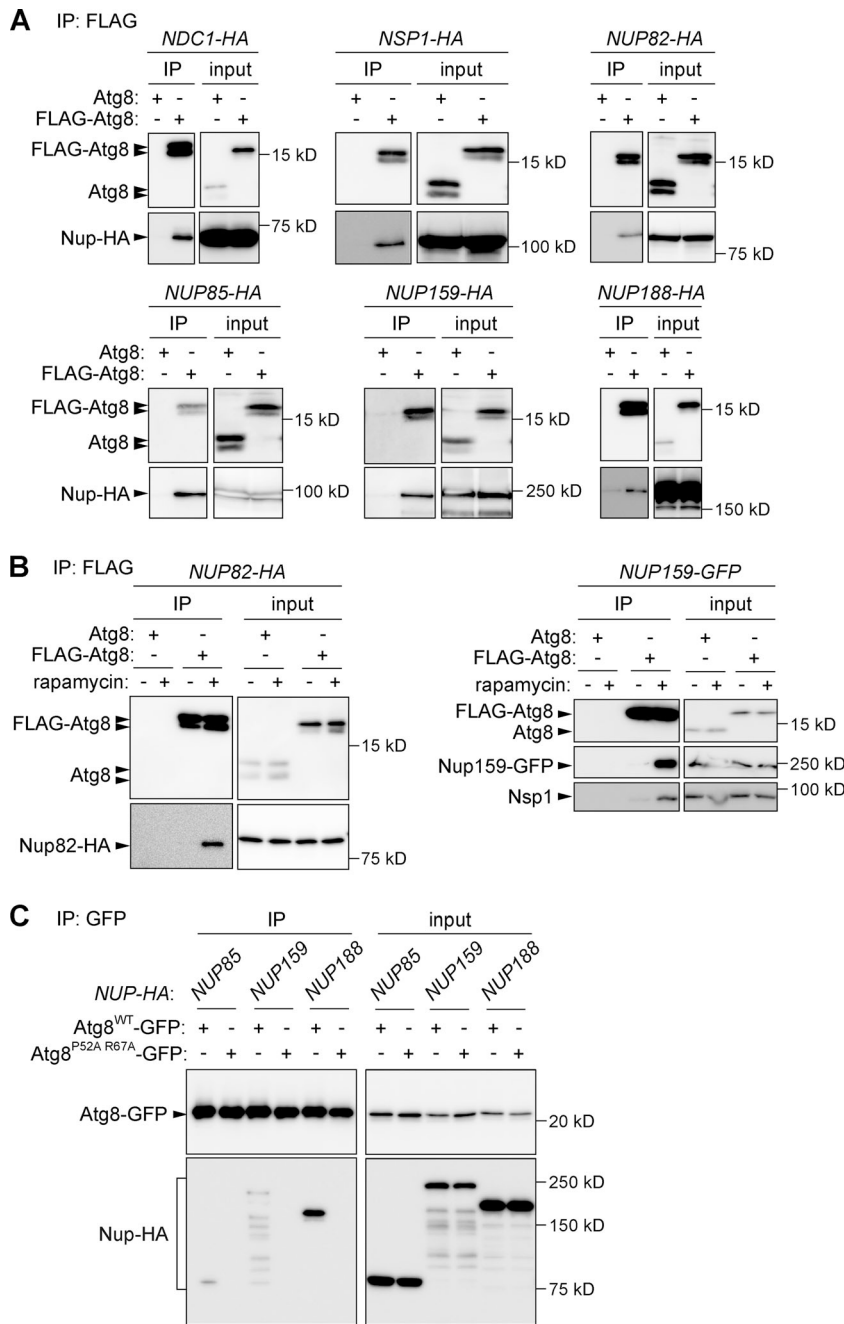 A IP: FLAG
NDC1-HA NSP1-HA NUP82-HA
IP input IP input IP input
Atg8: + - + - + - + - + - + -
FLAG-Atg8: - + - + - + - + - + - +
FLAG-Atg8 15 kD 15 kD 15 kD
Atg8
Nup-HA 75 kD 100 kD 75 kD
NUP85-HA NUP159-HA NUP188-HA
IP input IP input IP input
Atg8: + - + - + - + - + - + -
FLAG-Atg8: - + - + - + - + - + - +
FLAG-Atg8 15 kD 15 kD 15 kD
Atg8
Nup-HA 100 kD 250 kD 150 kD
B IP: FLAG
NUP82-HA
IP input
Atg8: + - + -
FLAG-Atg8: - + - +
rapamycin: - + - + - + - +
FLAG-Atg8
15 kD
Atg8
Nup82-HA
75 kD
NUP159-GFP
IP input
Atg8: + - + -
FLAG-Atg8: - + - +
rapamycin: - + - + - + - +
FLAG-Atg8
Atg8 15 kD
Nup159-GFP 250 kD
Nsp1 100 kD
C IP: GFP
IP input
NUP-HA: NUP85 NUP159 NUP188 NUP85 NUP159 NUP188
Atg8WT-GFP: + - + - + - + - + - + -
Atg8P52A R67A-GFP: - + - + - + - + - + - +
Atg8-GFP 20 kD
250 kD
Nup-HA 150 kD
75 kD